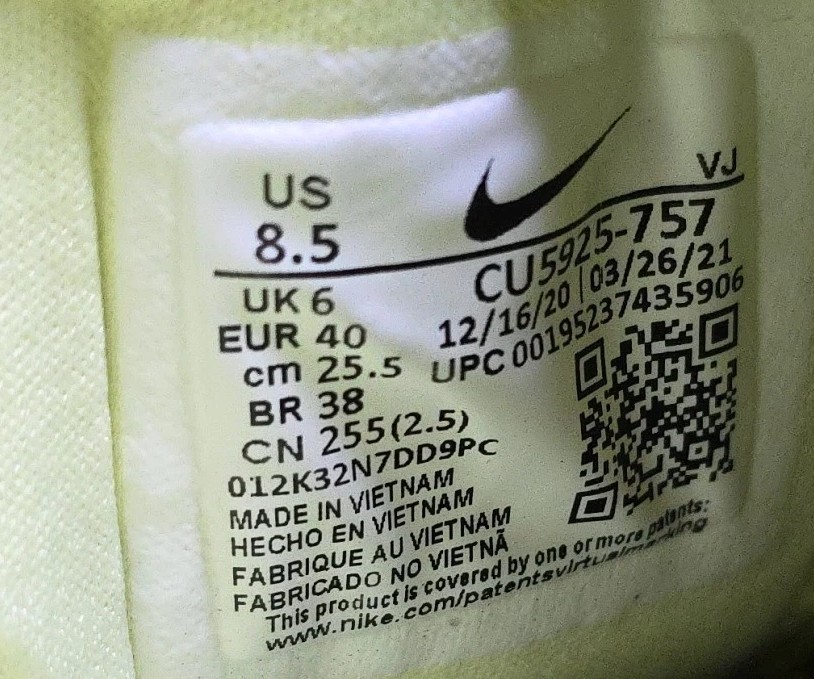 US
8.5
VJ
CU5925-757
12/16/20 | 03/26/21
UPC 00195237435906
UK 6
EUR 40
cm 25.5
BR 38
CN 255(2.5)
012K32N7DD9PC
MADE IN VIETNAM
HECHO EN VIETNAM
FABRIQUE AU VIETNAM
FABRICADO NO VIETNÃ
This product is covered by one or more patents:
www.nike.com/patentsvirtualmarking